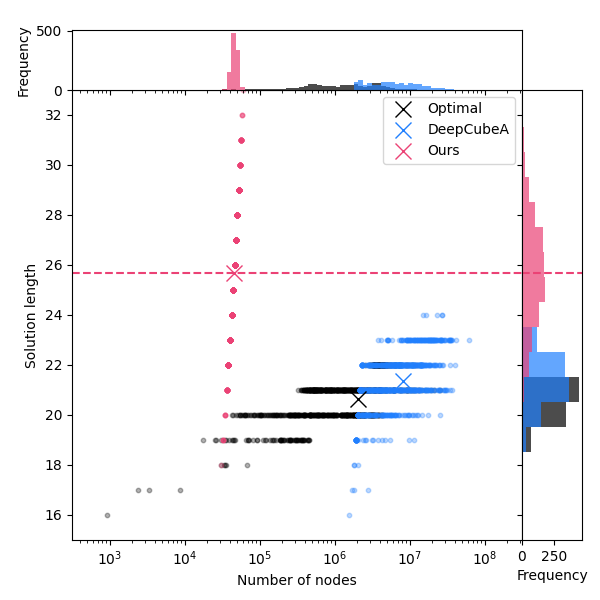 500
0
Frequency
Optimal
DeepCubeA
Ours
32
30
28
26
24
22
20
18
16
Solution length
10^3 10^4 10^5 10^6 10^7 10^8
Number of nodes
0 250
Frequency